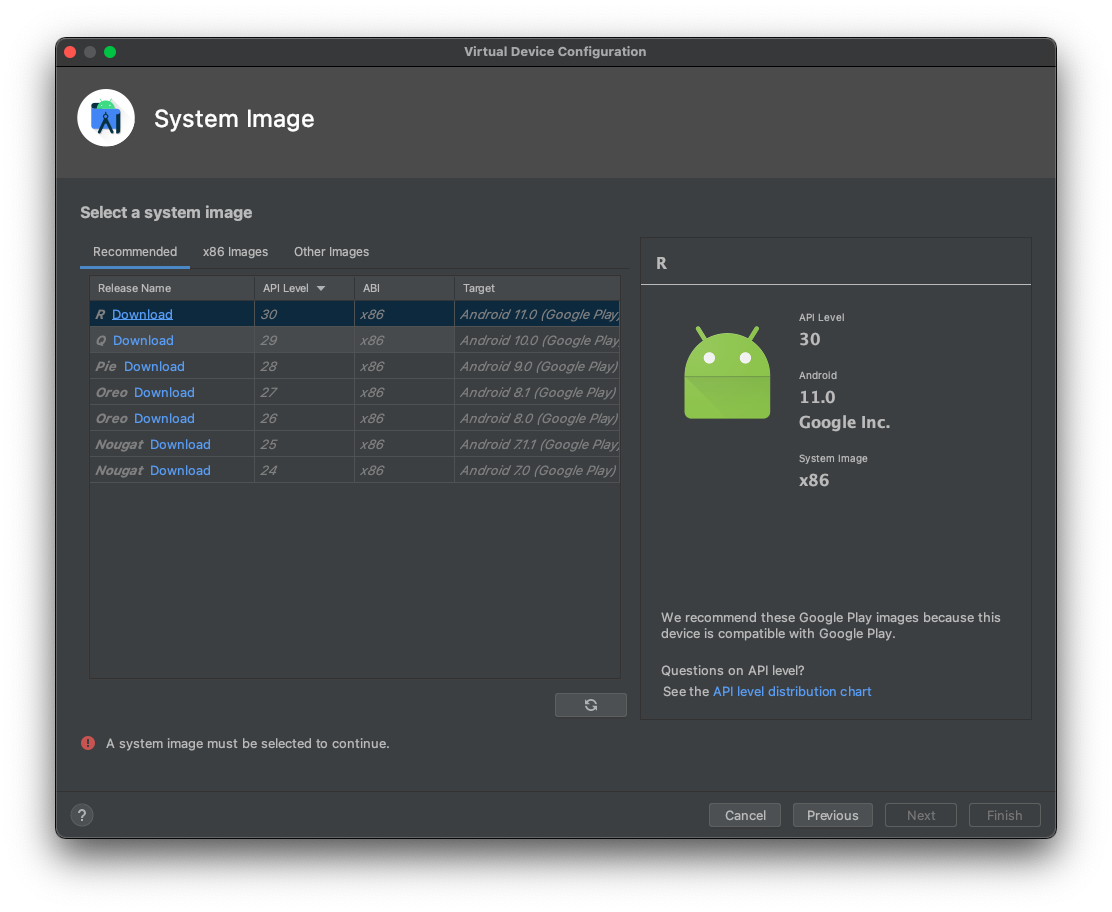 Virtual Device Configuration
System Image
Select a system image
Recommended x86 Images Other Images
Release Name API Level ABI Target
R Download 30 x86 Android 11.0 (Google Play)
Q Download 29 x86 Android 10.0 (Google Play
Pie Download 28 x86 Android 9.0 (Google Play)
Oreo Download 27 x86 Android 8.1 (Google Play)
Oreo Download 26 x86 Android 8.0 (Google Play)
Nougat Download 25 x86 Android 7.1.1 (Google Play)
Nougat Download 24 x86 Android 7.0 (Google Play)
R
API Level
30
Android
11.0
Google Inc.
System Image
x86
We recommend these Google Play images because this
device is compatible with Google Play.
Questions on API level?
See the API level distribution chart
! A system image must be selected to continue.
? Cancel Previous Next Finish